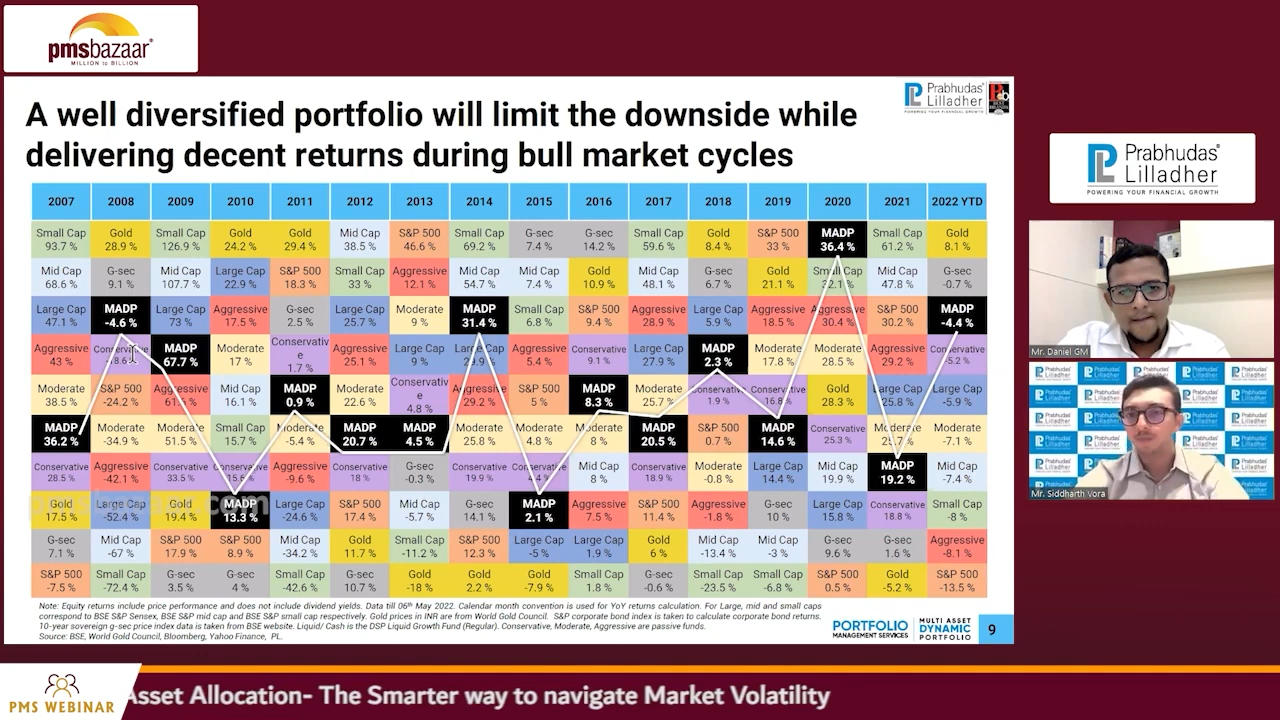 pmsbazaar®
MILLION to BILLION
A well diversified portfolio will limit the downside while
delivering decent returns during bull market cycles
Prabhudas
Lilladher
POWERING YOUR FINANCIAL GROWTH
2007 2008 2009 2010 2011 2012 2013 2014 2015 2016 2017 2018 2019 2020 2021 2022 YTD
Small Cap Gold Small Cap Gold Gold Mid Cap S&P 500 Small Cap G-sec G-sec Small Cap Gold S&P 500 MADP Small Cap Gold
93.7 % 28.9 % 126.9 % 24.2 % 29.4 % 38.5 % 46.6 % 69.2 % 7.4 % 14.2 % 59.6 % 8.4 % 33 % 36.4 % 61.2 % 8.1 %
Mid Cap G-sec Mid Cap Large Cap S&P 500 Small Cap Aggressive Mid Cap Mid Cap Gold Mid Cap G-sec Gold Small Cap Mid Cap G-sec
68.6 % 9.1 % 107.7 % 22.9 % 18.3 % 33 % 12.1 % 54.7 % 7.4 % 10.9 % 48.1 % 6.7 % 21.1 % 32.1 % 47.8 % -0.7 %
Large Cap MADP Large Cap Aggressive G-sec Large Cap Moderate MADP Small Cap S&P 500 Aggressive Large Cap Aggressive Aggressive S&P 500 MADP
47.1 % -4.6 % 73 % 17.5 % 2.5 % 25.7 % 9 % 31.4 % 6.8 % 9.4 % 28.9 % 5.9 % 18.5 % 30.4 % 30.2 % -4.4 %
Aggressive Conservative MADP Moderate Conservativ e Aggressive Large Cap Large Cap Aggressive Conservative Large Cap MADP Moderate Moderate Aggressive Conservative
43 % -8.6 % 67.7 % 17 % 1.7 % 25.1 % 9 % 5.4 % 9.1 % 27.9 % 2.3 % 17.8 % 28.5 % 29.2 % -5.2 %
Moderate S&P 500 Aggressive Mid Cap MADP Moderate Conservativ e Aggressive S&P 500 MADP Moderate Conservative Conservative Gold Large Cap Large Cap
38.5 % -24.2 % 16.1 % 0.9 % 21.7 % 4.8 % 29.2 % 5 % 8.3 % 25.7 % 1.9 % 16.8 % 28.3 % 25.8 % -5.9 %
MADP Moderate Moderate Small Cap Moderate MADP MADP Moderate Moderate Moderate MADP S&P 500 MADP Conservative Moderate Moderate
36.2 % -34.9 % 51.5 % 15.7 % -5.4 % 20.7 % 4.5 % 25.8 % 4.8 % 8 % 20.5 % 0.7 % 14.6 % 25.3 % -7.1 %
Conservative Aggressive Conservative Conservative Aggressive Conservative G-sec Conservative Conservative Mid Cap Conservative Moderate Large Cap Mid Cap MADP Mid Cap
28.5 % -42.1 % 33.5 % 15.6 % -9.6 % 18 % -0.3 % 19.9 % 4.4 % 8 % 18.9 % -0.8 % 14.4 % 19.9 % 19.2 % -7.4 %
Gold Large Cap Gold MADP Large Cap S&P 500 Mid Cap G-sec MADP Aggressive S&P 500 Aggressive G-sec Large Cap Conservative Small Cap
17.5 % -52.4 % 19.4 % 13.3 % -24.6 % 17.4 % -5.7 % 14.1 % 2.1 % 7.5 % 11.4 % -1.8 % 10 % 15.8 % 18.8 % -8 %
G-sec Mid Cap S&P 500 S&P 500 Mid Cap Gold Small Cap S&P 500 Large Cap Large Cap Gold Mid Cap Mid Cap G-sec G-sec Aggressive
7.1 % -67 % 17.9 % 8.9 % -34.2 % 11.7 % -11.2 % 12.3 % -5 % 1.9 % 6 % -13.4 % -3 % 9.6 % 1.6 % -8.1 %
S&P 500 Small Cap G-sec G-sec Small Cap G-sec Gold Gold Gold Small Cap G-sec Small Cap Small Cap S&P 500 Gold S&P 500
-7.5 % -72.4 % 3.5 % 4 % -42.6 % 10.7 % -18 % 2.2 % -7.9 % 1.8 % -0.6 % -23.5 % -6.8 % 0.5 % -5.2 % -13.5 %
Note: Equity returns include price performance and does not include dividend yields. Data till 06th May 2022. Calendar month convention is used for YoY returns calculation. For Large, mid and small caps
correspond to BSE S&P Sensex, BSE S&P mid cap and BSE S&P small cap respectively. Gold prices in INR are from World Gold Council. S&P corporate bond index is taken to calculate corporate bond returns.
10-year sovereign g-sec price index data is taken from BSE website. Liquid/ Cash is the DSP Liquid Growth Fund (Regular). Conservative, Moderate, Aggressive are passive funds.
Source: BSE, World Gold Council, Bloomberg, Yahoo Finance, PL.
PORTFOLIO
MANAGEMENT SERVICES
MULTI ASSET
DYNAMIC
PORTFOLIO
9
Prabhudas
Lilladher
POWERING YOUR FINANCIAL GROWTH
Mr. Daniel GM
Mr. Siddharth Vora
PMS WEBINAR
Asset Allocation- The Smarter way to navigate Market Volatility